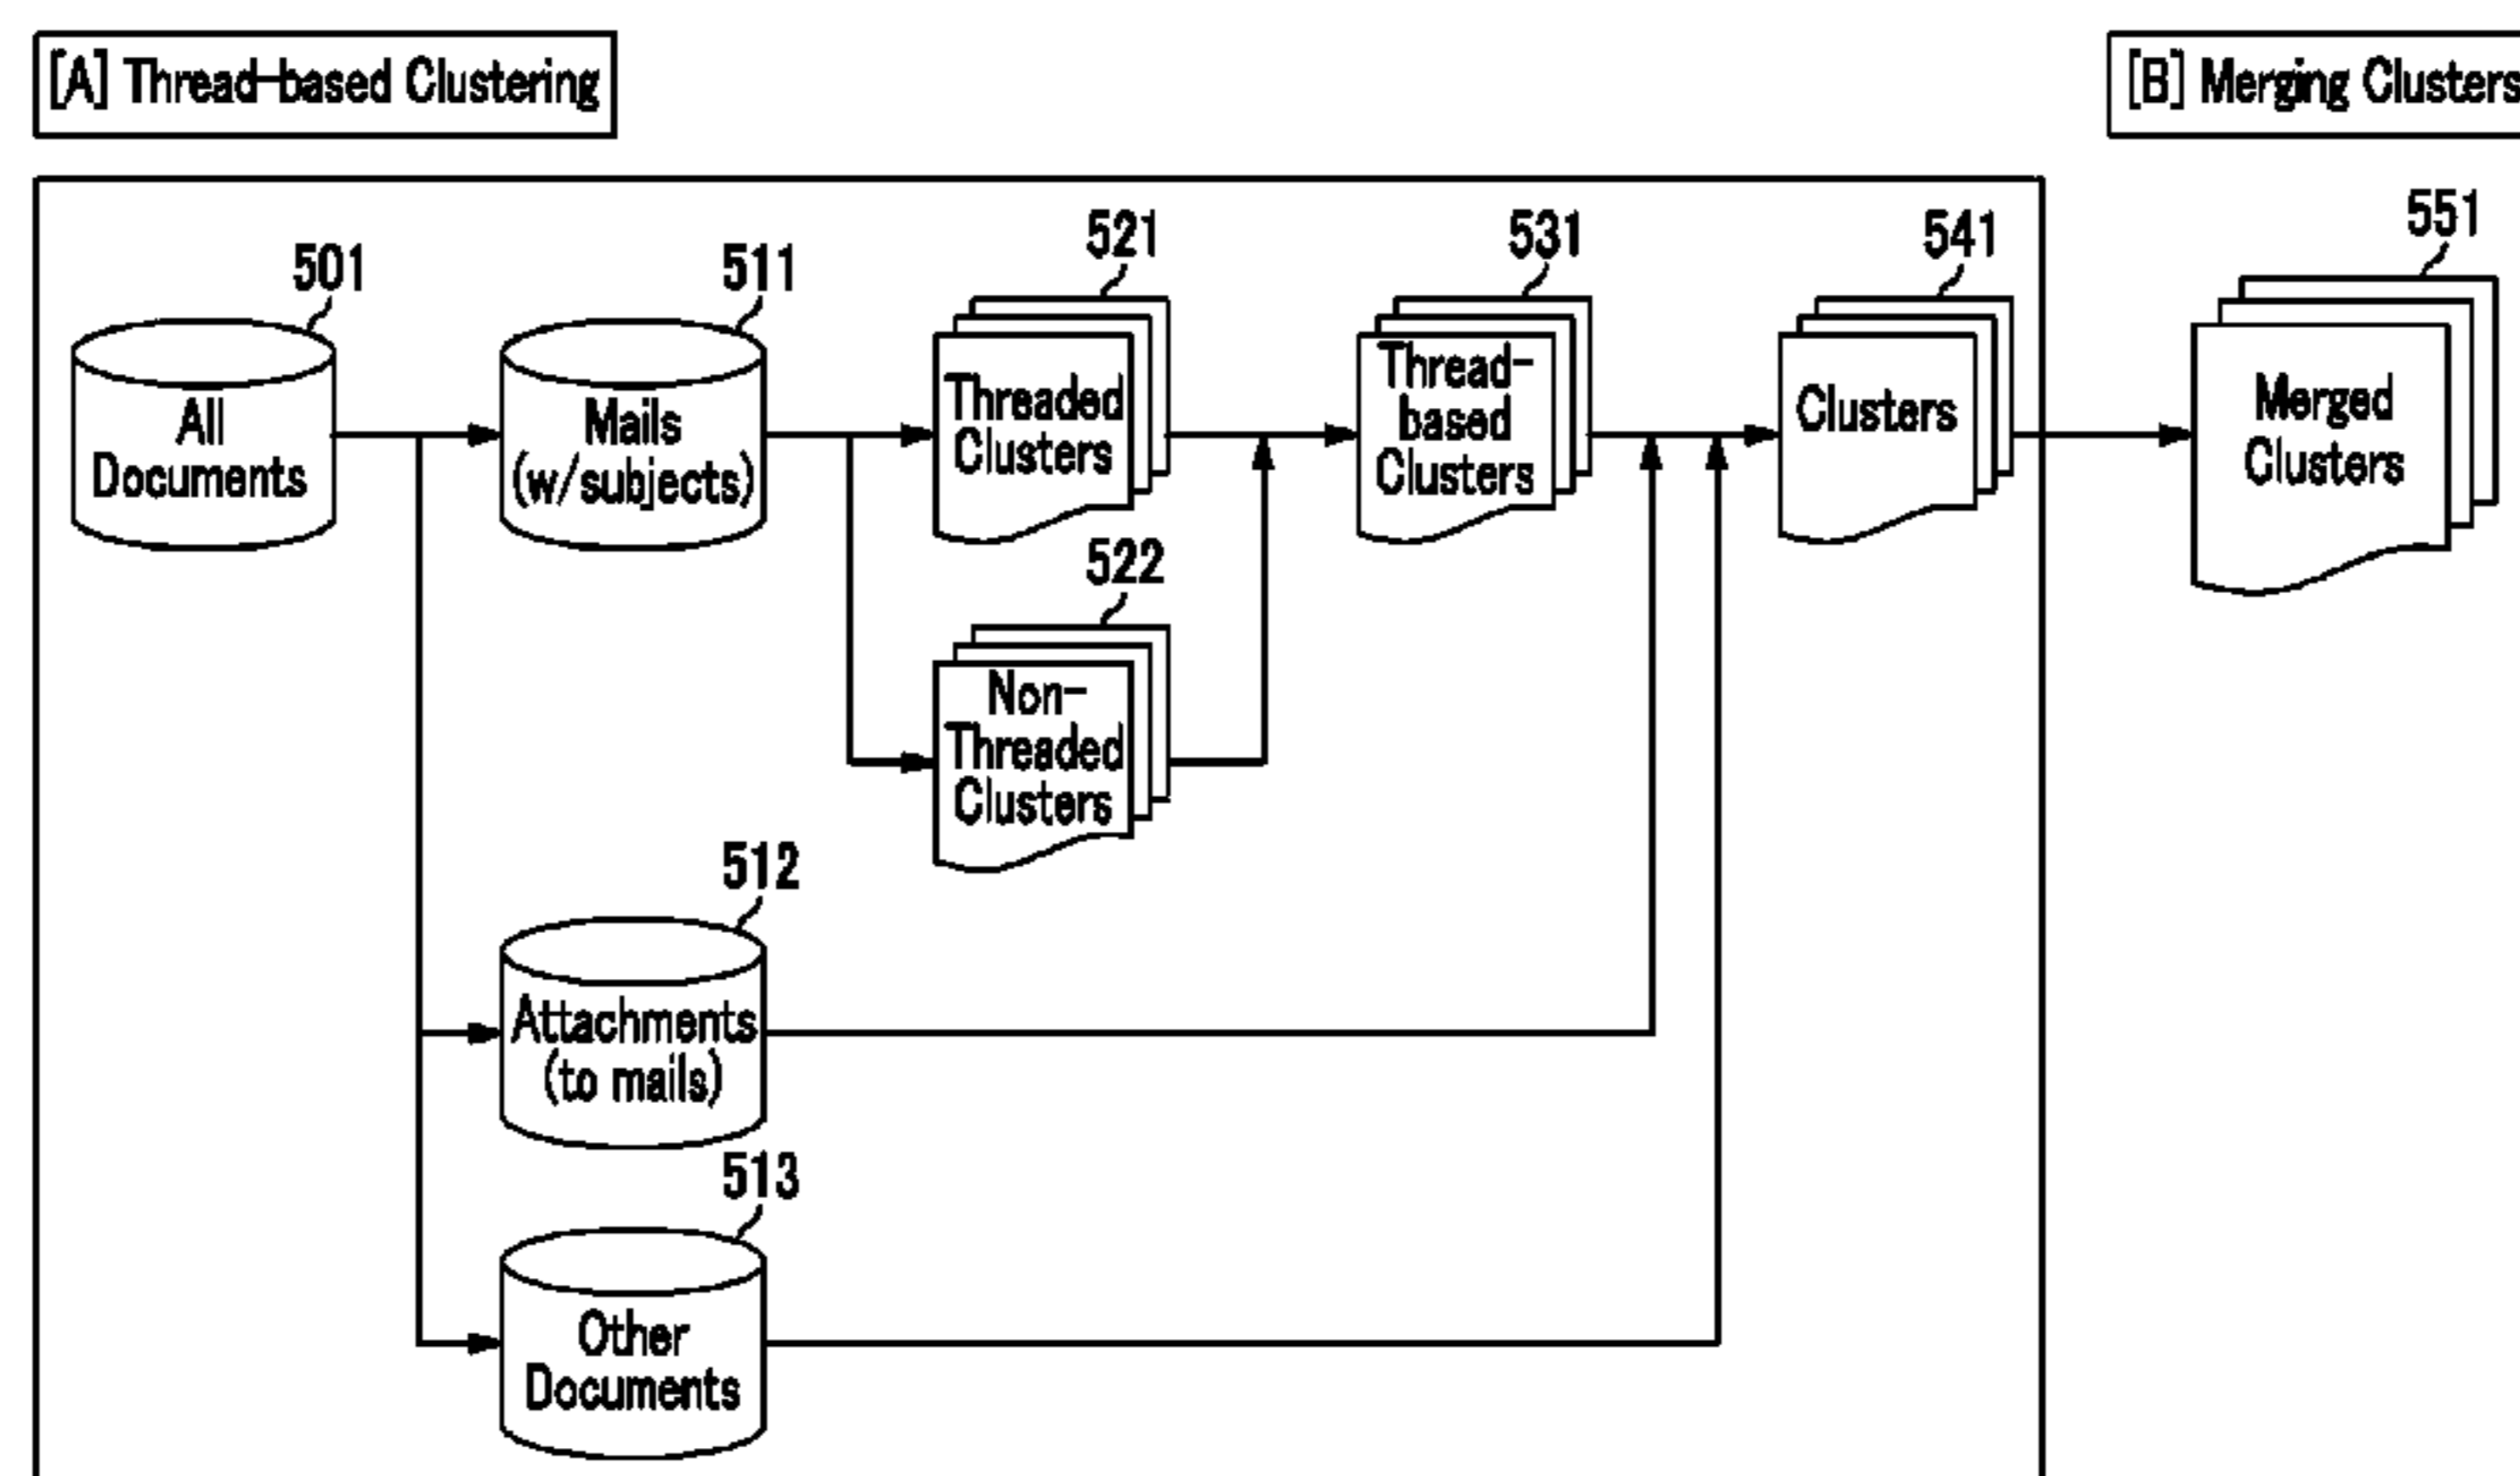 [A] Thread-based Clustering
[B] Merging Clusters
501
511
521
531
541
551
All
Documents
Mails
(w/subjects)
Threaded
Clusters
Thread-
based
Clusters
Clusters
Merged
Clusters
522
Non-
Threaded
Clusters
512
Attachments
(to mails)
513
Other
Documents